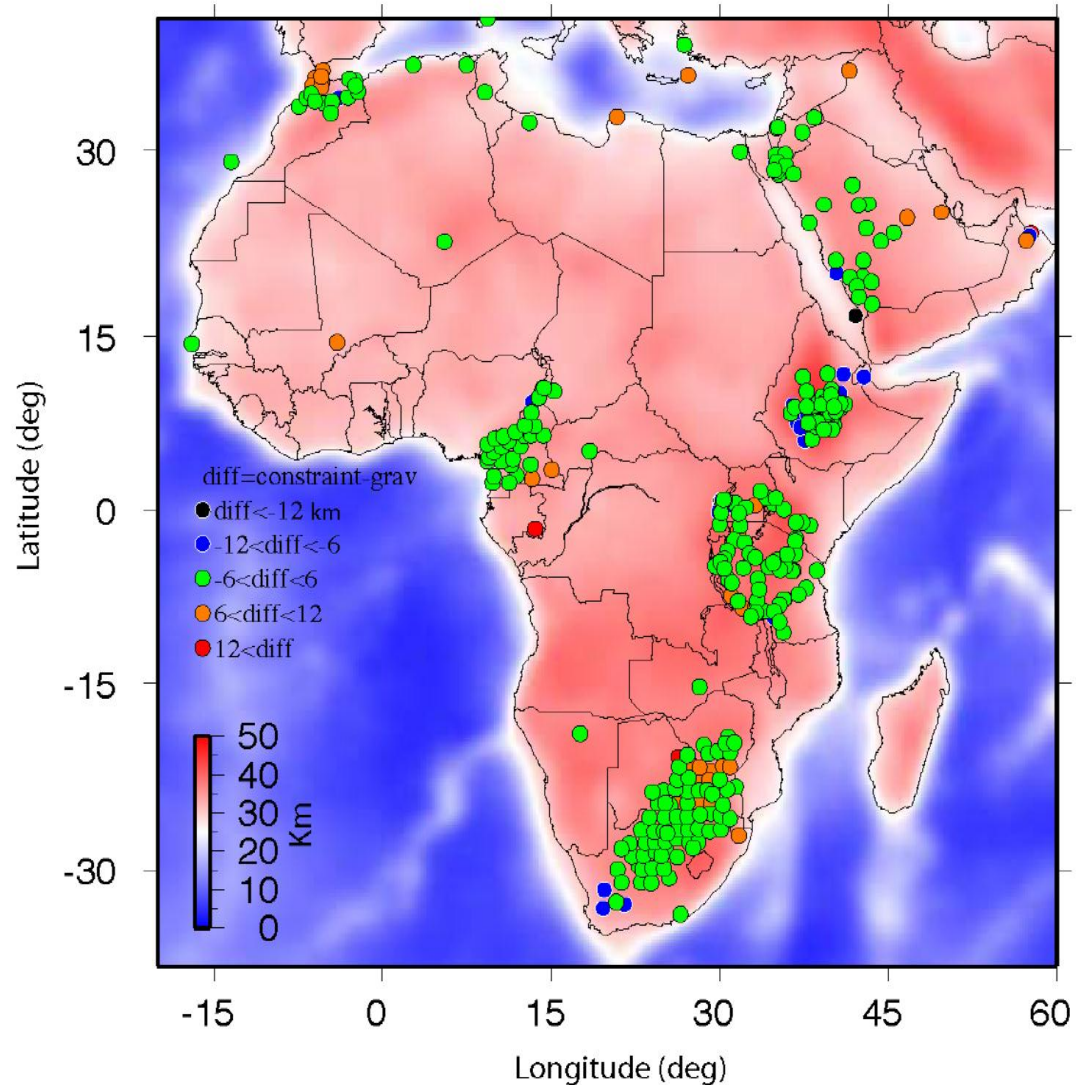 30
15
0
-15
-30
Latitude (deg)
diff=constraint-grav
diff<-12 km
-12<diff<-6
-6<diff<6
6<diff<12
12<diff
50
40
30
20
10
0
Km
-15
0
15
30
45
60
Longitude (deg)